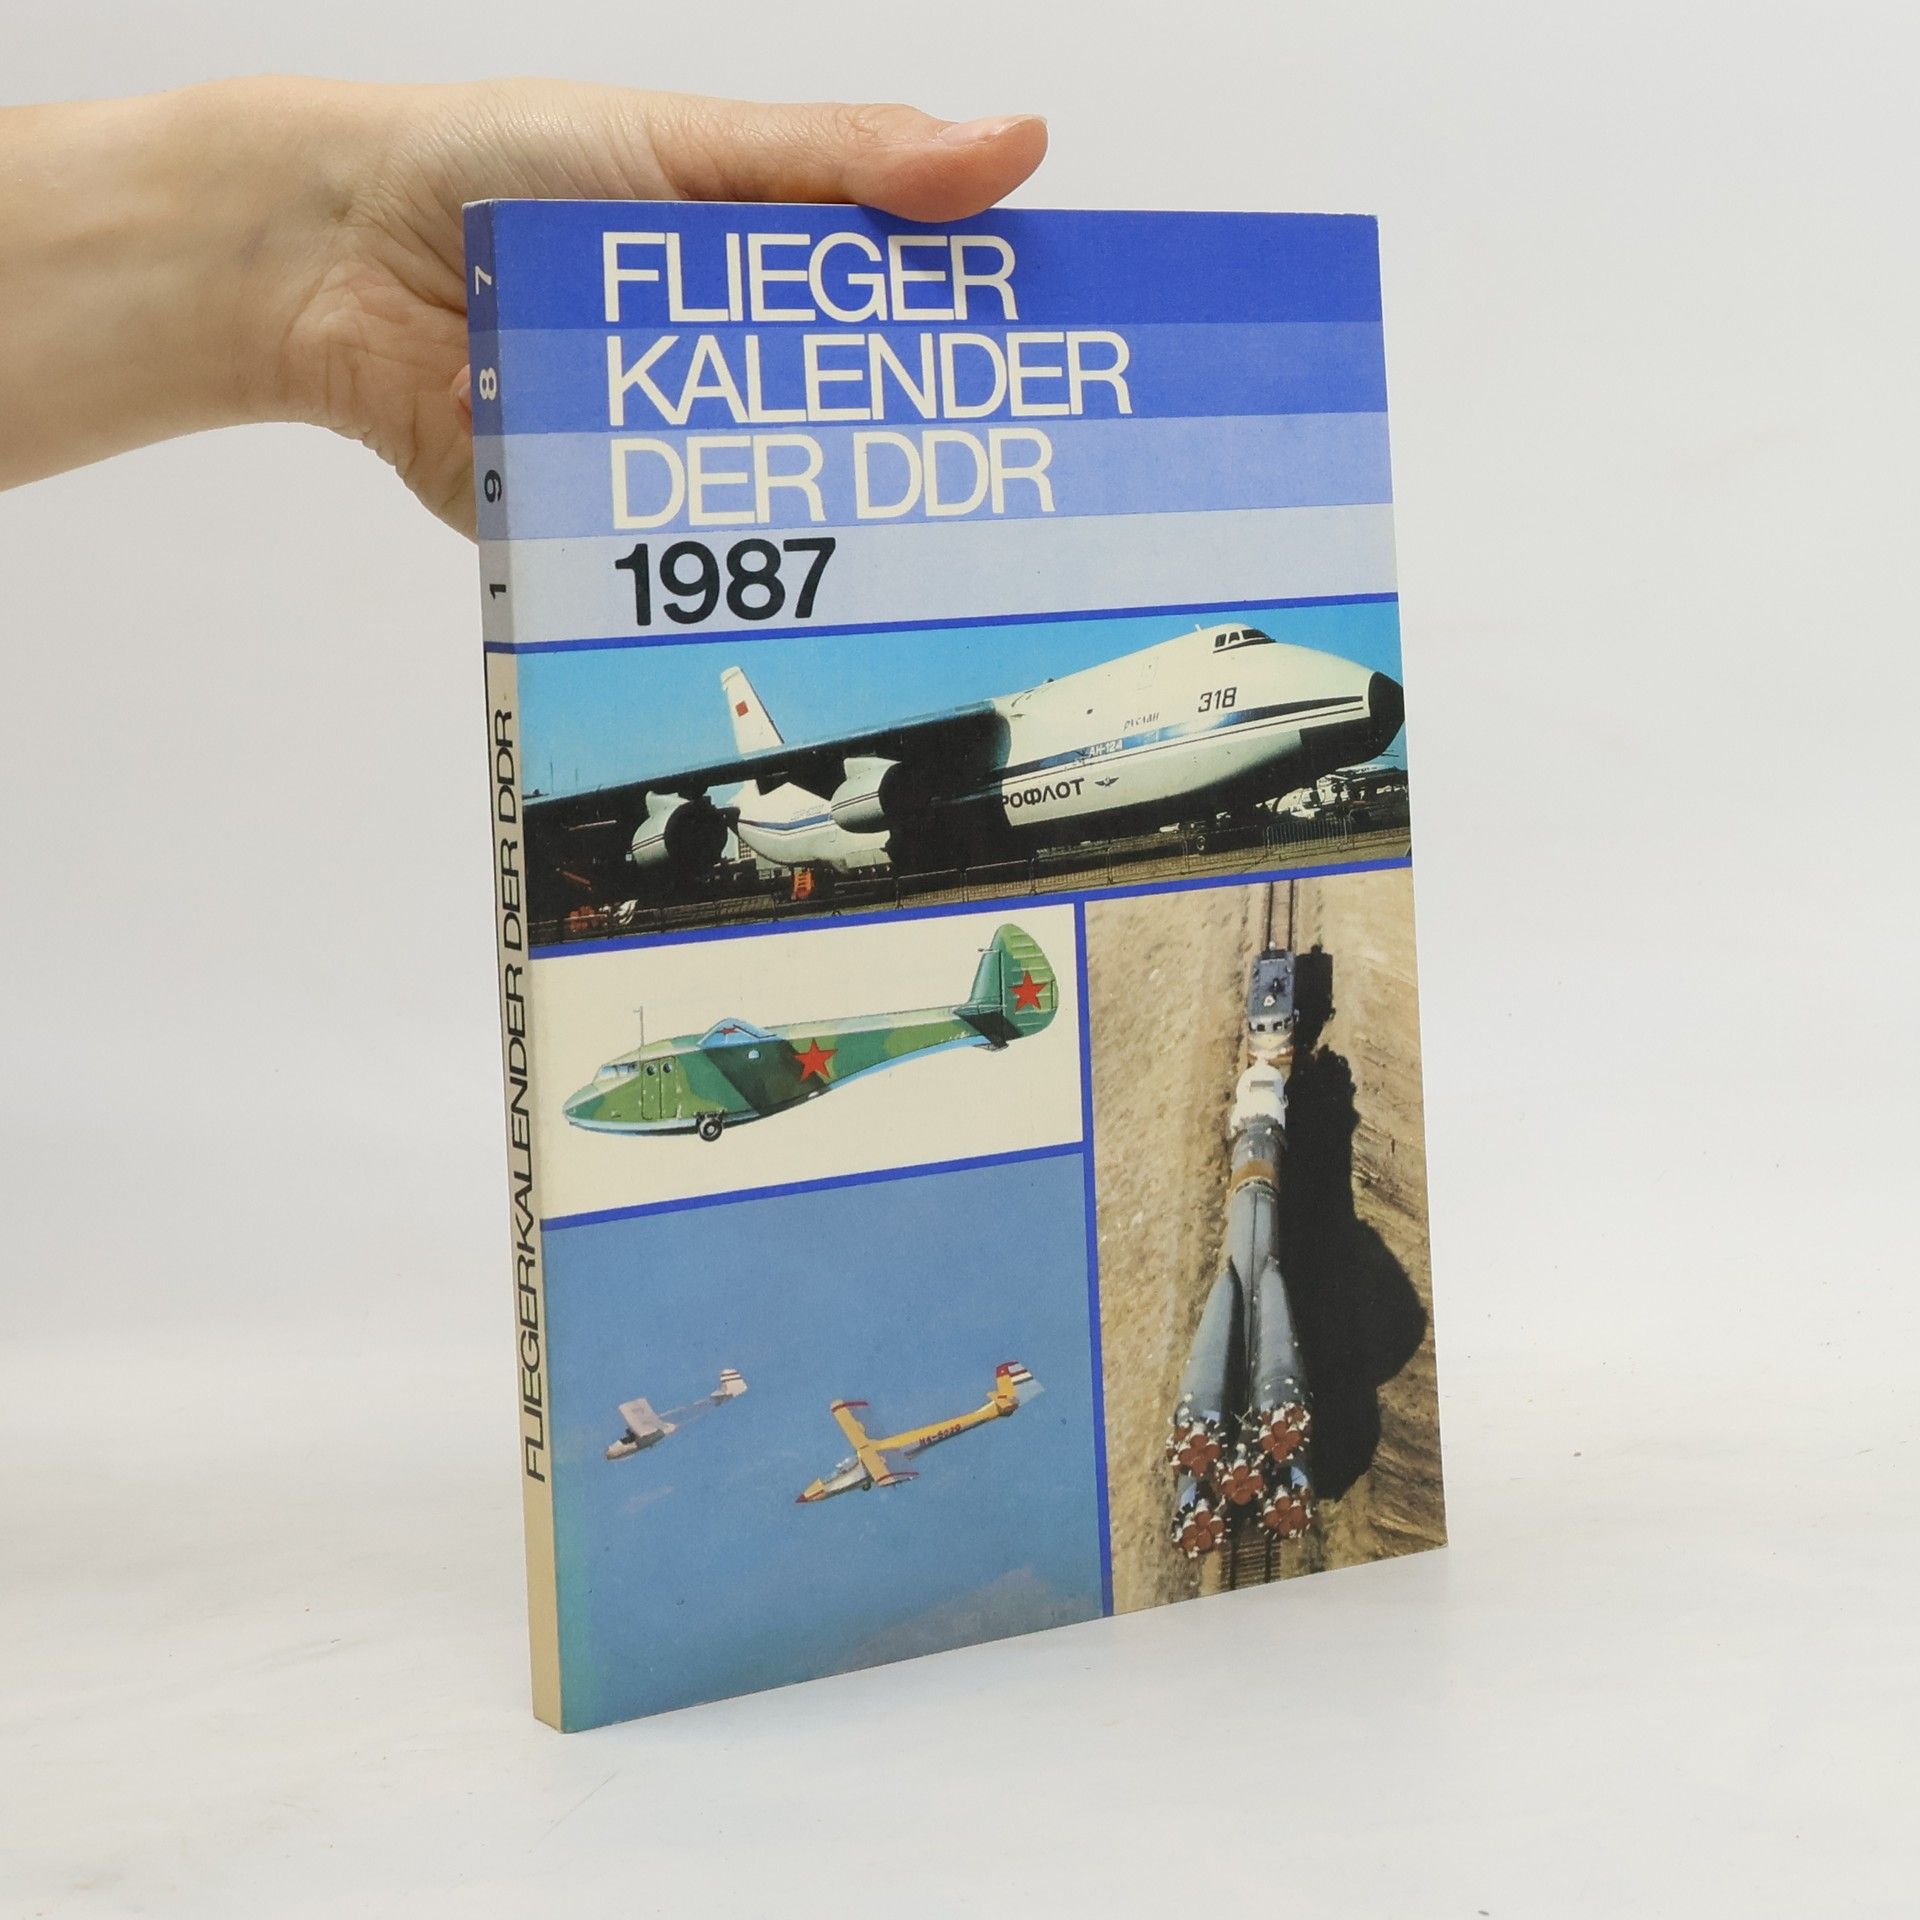 FLIEGER
KALENDER
DER DDR
1987
318
руслан
АН-124
РОФЛОТ
FLIEGERKALENDER DER DDR 1987